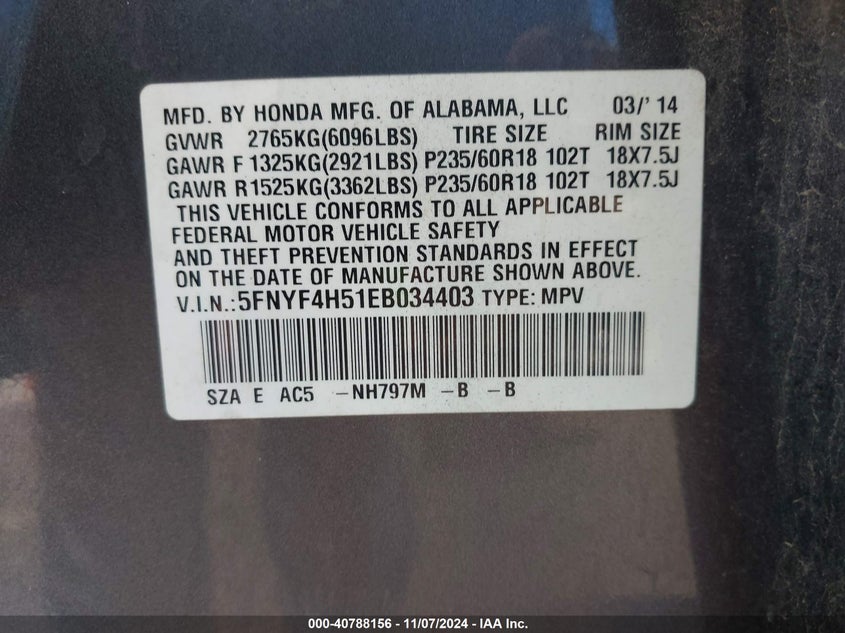 MFD. BY HONDA MFG. OF ALABAMA, LLC 03/' 14
GVWR 2765KG(6096LBS) TIRE SIZE RIM SIZE
GAWR F1325KG(2921LBS) P235/60R18 102T 18X7.5J
GAWR R1525KG(3362LBS) P235/60R18 102T 18X7.5J
THIS VEHICLE CONFORMS TO ALL APPLICABLE
FEDERAL MOTOR VEHICLE SAFETY
AND THEFT PREVENTION STANDARDS IN EFFECT
ON THE DATE OF MANUFACTURE SHOWN ABOVE.
V.I.N.:5FNYF4H51EB034403 TYPE: MPV
SZA E AC5 -NH797M -B -B
000-40788156 - 11/07/2024 - IAA Inc.